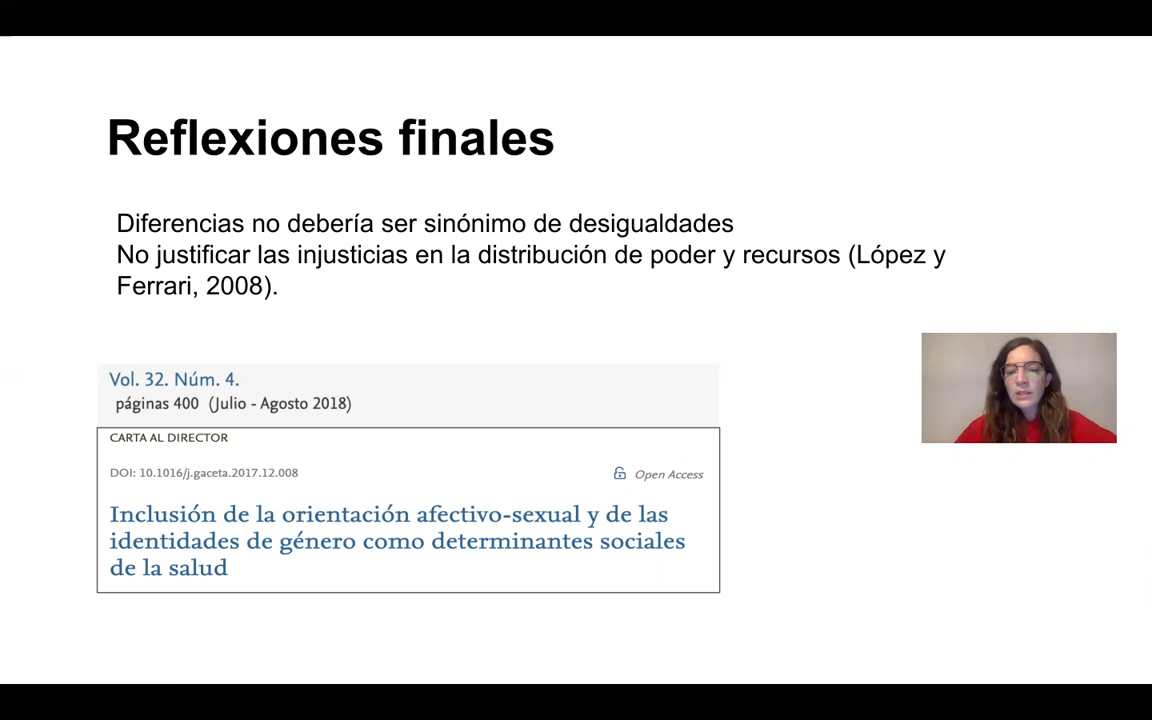 Reflexiones finales
Diferencias no debería ser sinónimo de desigualdades
No justificar las injusticias en la distribución de poder y recursos (López y
Ferrari, 2008).
Vol. 32. Núm. 4.
páginas 400 (Julio - Agosto 2018)
CARTA AL DIRECTOR
DOI: 10.1016/j.gaceta.2017.12.008
Open Access
Inclusión de la orientación afectivo-sexual y de las
identidades de género como determinantes sociales
de la salud